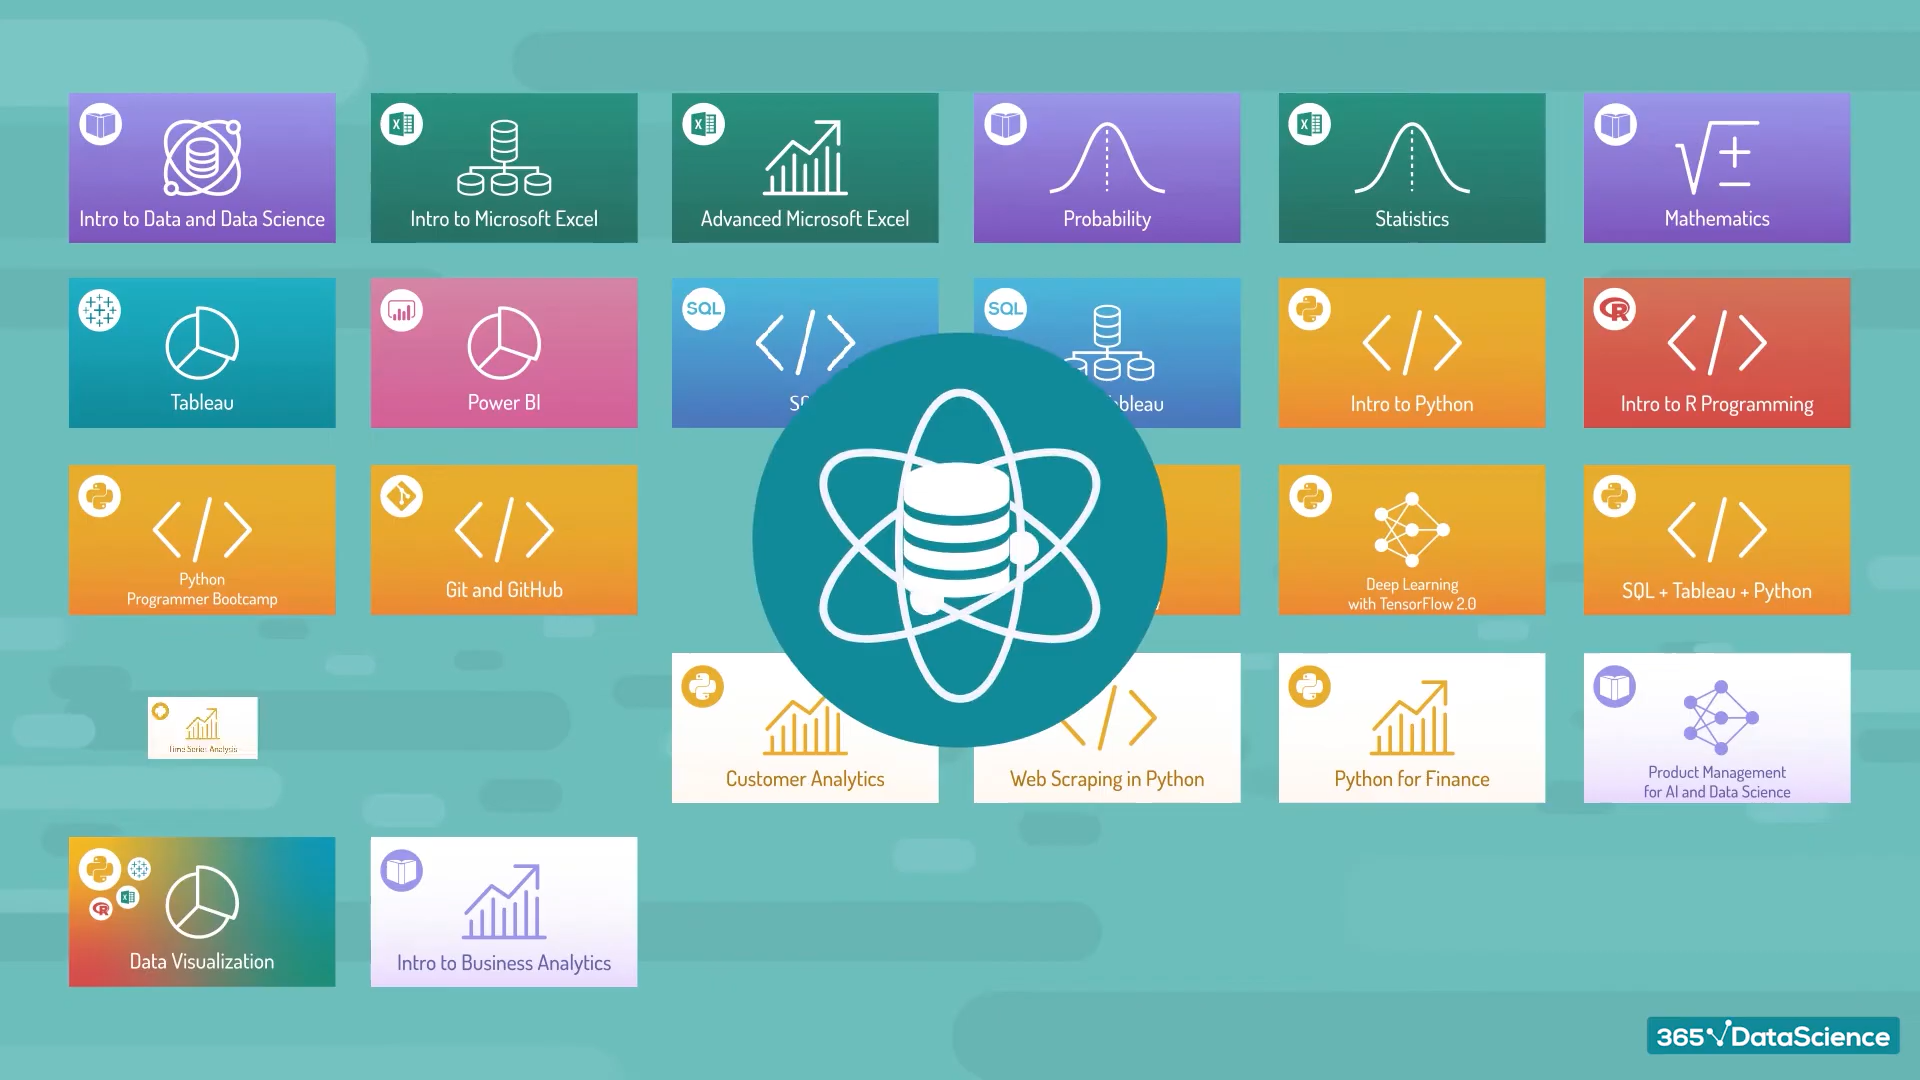 Intro to Data and Data Science
Intro to Microsoft Excel
Advanced Microsoft Excel
Probability
Statistics
Mathematics
Tableau
Power BI
SQL
SQL
Intro to Python
Intro to R Programming
Python
Programmer Bootcamp
Git and GitHub
Deep Learning
with TensorFlow 2.0
SQL + Tableau + Python
Time Series Analysis
Customer Analytics
Web Scraping in Python
Python for Finance
Product Management
for AI and Data Science
Data Visualization
Intro to Business Analytics
365 DataScience